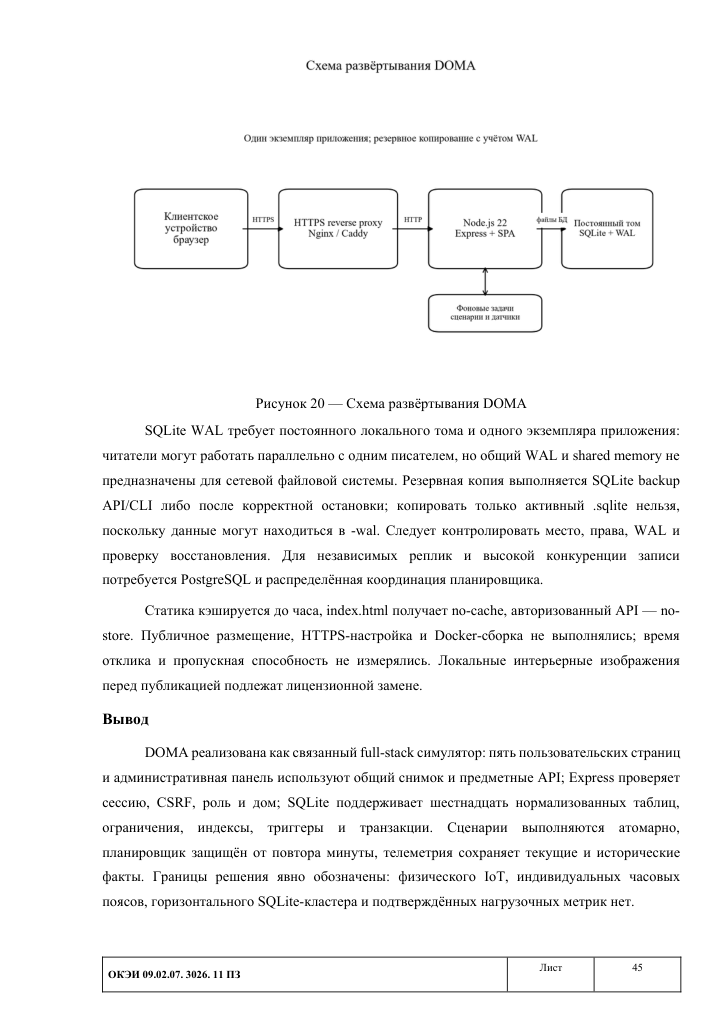 Схема развёртывания DOMA
Один экземпляр приложения; резервное копирование с учётом WAL
Клиентское
устройство
браузер
HTTPS
HTTPS reverse proxy
Nginx / Caddy
HTTP
Node.js 22
Express + SPA
файлы БД
Постоянный том
SQLite + WAL
Фоновые задачи
сценарии и датчики
Рисунок 20 — Схема развёртывания DOMA
SQLite WAL требует постоянного локального тома и одного экземпляра приложения:
читатели могут работать параллельно с одним писателем, но общий WAL и shared memory не
предназначены для сетевой файловой системы. Резервная копия выполняется SQLite backup
API/CLI либо после корректной остановки; копировать только активный .sqlite нельзя,
поскольку данные могут находиться в -wal. Следует контролировать место, права, WAL и
проверку восстановления. Для независимых реплик и высокой конкуренции записи
потребуется PostgreSQL и распределённая координация планировщика.
Статика кэшируется до часа, index.html получает no-cache, авторизованный API — no-
store. Публичное размещение, HTTPS-настройка и Docker-сборка не выполнялись; время
отклика и пропускная способность не измерялись. Локальные интерьерные изображения
перед публикацией подлежат лицензионной замене.
Вывод
DOMA реализована как связанный full-stack симулятор: пять пользовательских страниц
и административная панель используют общий снимок и предметные API; Express проверяет
сессию, CSRF, роль и дом; SQLite поддерживает шестнадцать нормализованных таблиц,
ограничения, индексы, триггеры и транзакции. Сценарии выполняются атомарно,
планировщик защищён от повтора минуты, телеметрия сохраняет текущие и исторические
факты. Границы решения явно обозначены: физического IoT, индивидуальных часовых
поясов, горизонтального SQLite-кластера и подтверждённых нагрузочных метрик нет.
ОКЭИ 09.02.07. 3026. 11 ПЗ
Лист
45